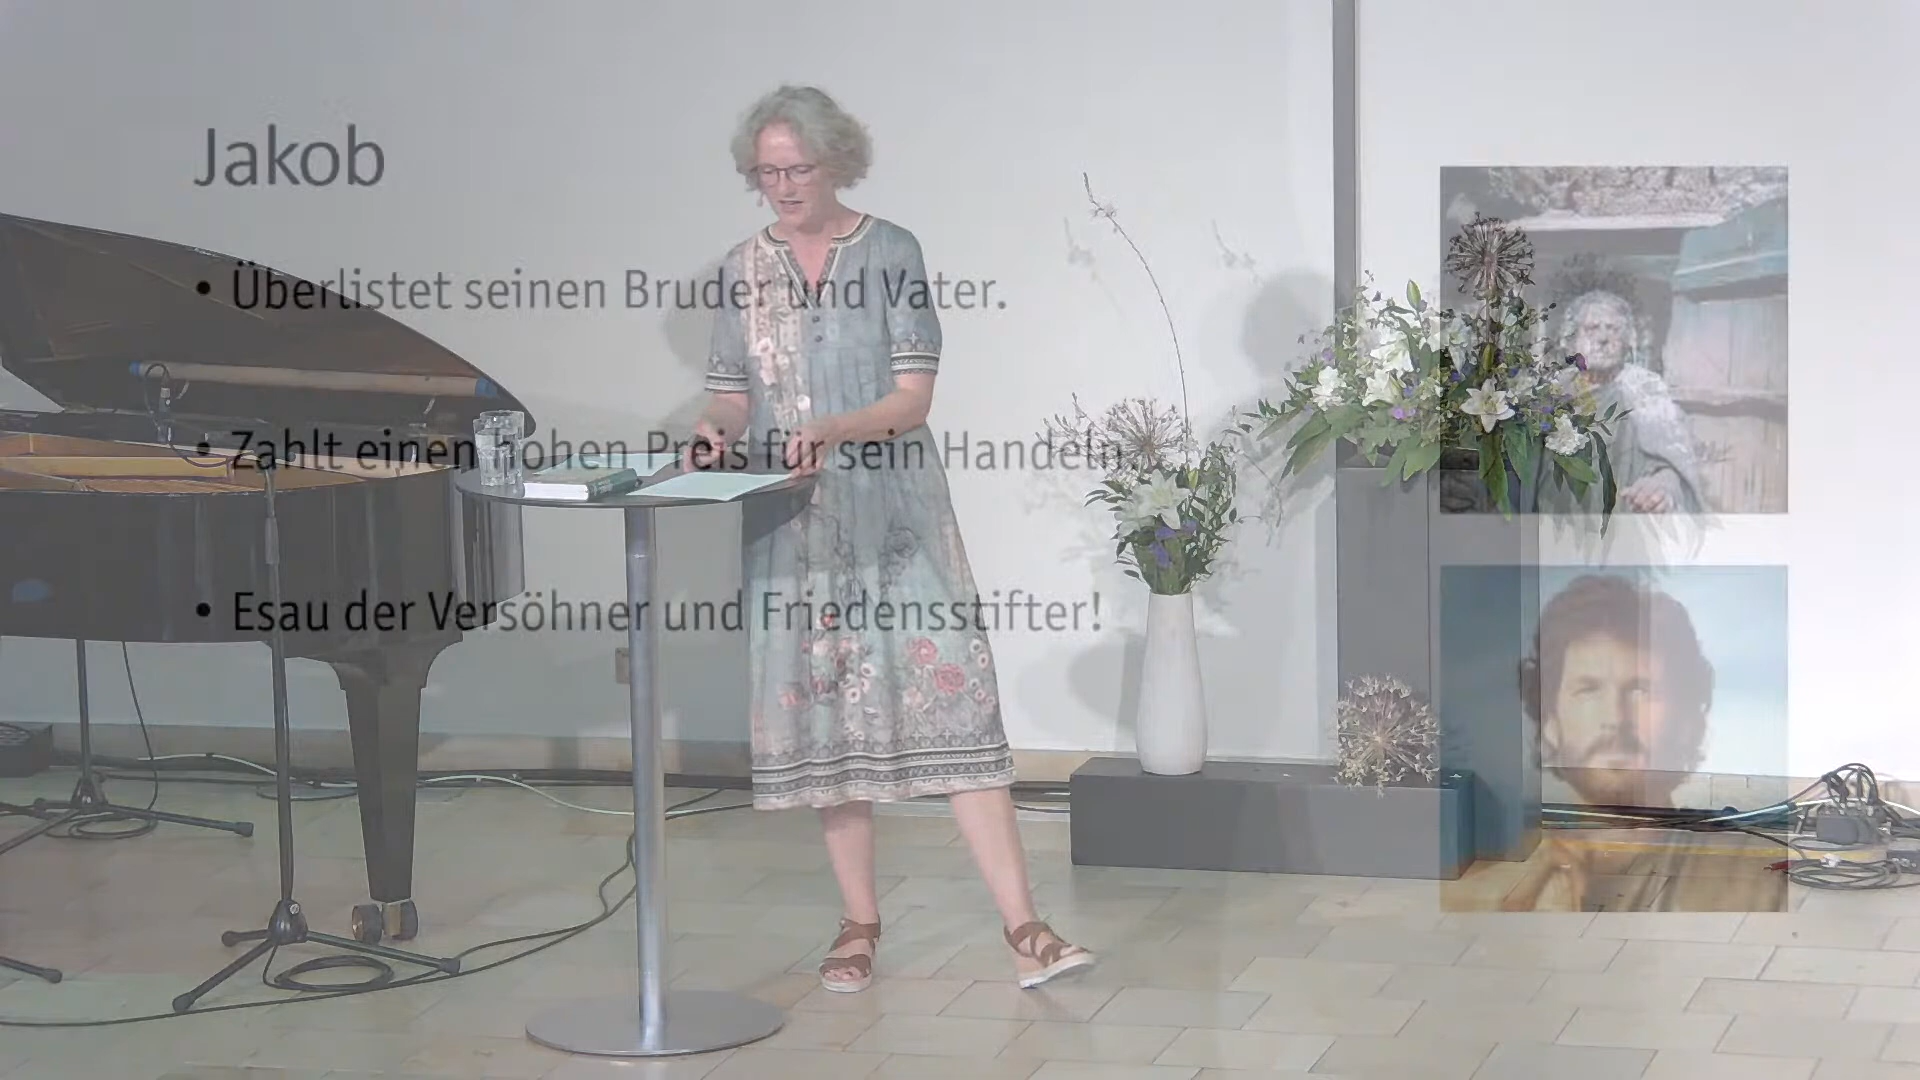 Jakob
• Überlistet seinen Bruder und Vater.
• Zahlt einen hohen Preis für sein Handeln.
• Esau der Versöhner und Friedensstifter!